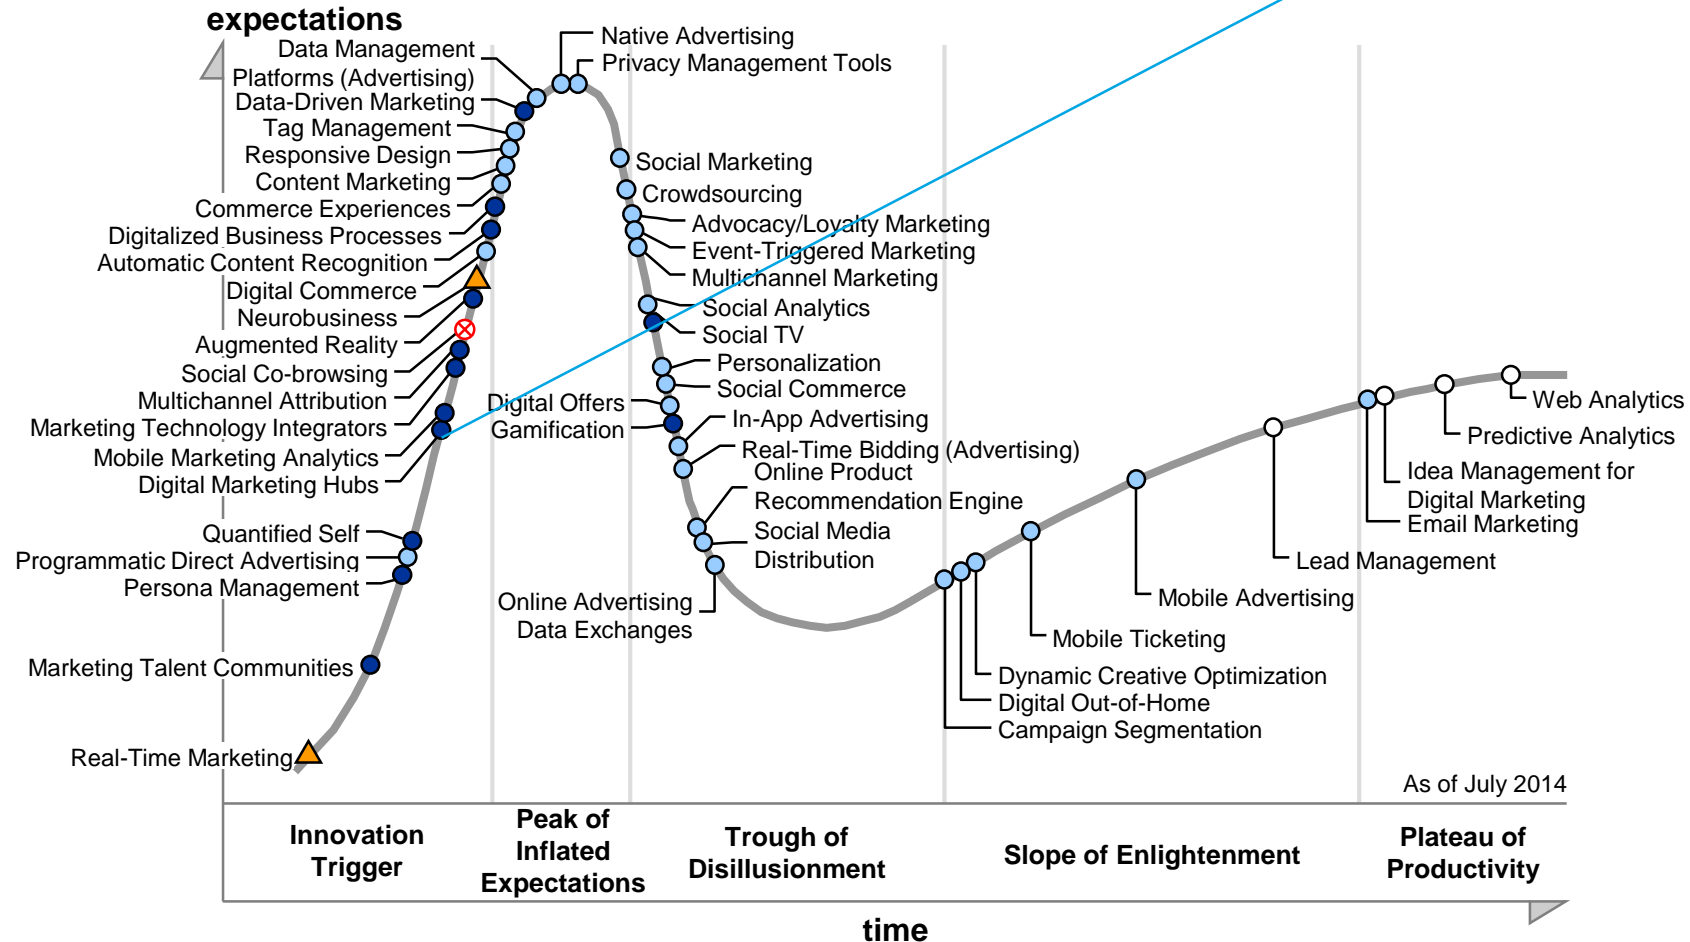 expectations
Data Management
Platforms (Advertising)
Data-Driven Marketing
Tag Management
Responsive Design
Content Marketing
Commerce Experiences
Digitalized Business Processes
Automatic Content Recognition
Digital Commerce
Neurobusiness
Augmented Reality
Social Co-browsing
Multichannel Attribution
Marketing Technology Integrators
Mobile Marketing Analytics
Digital Marketing Hubs
Quantified Self
Programmatic Direct Advertising
Persona Management
Marketing Talent Communities
Real-Time Marketing
Native Advertising
Privacy Management Tools
Social Marketing
Crowdsourcing
Advocacy/Loyalty Marketing
Event-Triggered Marketing
Multichannel Marketing
Social Analytics
Social TV
Personalization
Social Commerce
Digital Offers
Gamification
In-App Advertising
Real-Time Bidding (Advertising)
Online Product
Recommendation Engine
Social Media
Distribution
Online Advertising
Data Exchanges
Web Analytics
Predictive Analytics
Idea Management for
Digital Marketing
Email Marketing
Lead Management
Mobile Advertising
Mobile Ticketing
Dynamic Creative Optimization
Digital Out-of-Home
Campaign Segmentation
As of July 2014
Innovation
Trigger
Peak of
Inflated
Expectations
Trough of
Disillusionment
Slope of Enlightenment
Plateau of
Productivity
time